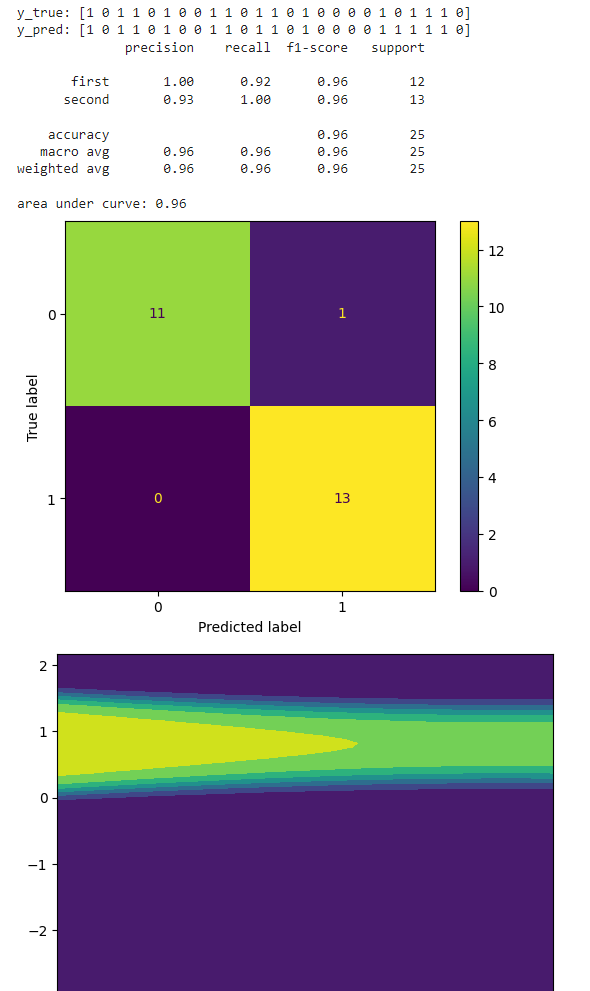 y_true: [1 0 1 1 0 1 0 0 1 1 0 1 1 0 1 0 0 0 0 1 0 1 1 1 0]
y_pred: [1 0 1 1 0 1 0 0 1 1 0 1 1 0 1 0 0 0 0 1 1 1 1 1 0]
precision recall f1-score support
first 1.00 0.92 0.96 12
second 0.93 1.00 0.96 13
accuracy 0.96 25
macro avg 0.96 0.96 0.96 25
weighted avg 0.96 0.96 0.96 25
area under curve: 0.96
12
0 11 1
10
8
True label
6
4
1 0 13
2
0
0 1
Predicted label
2
1
0
−1
−2